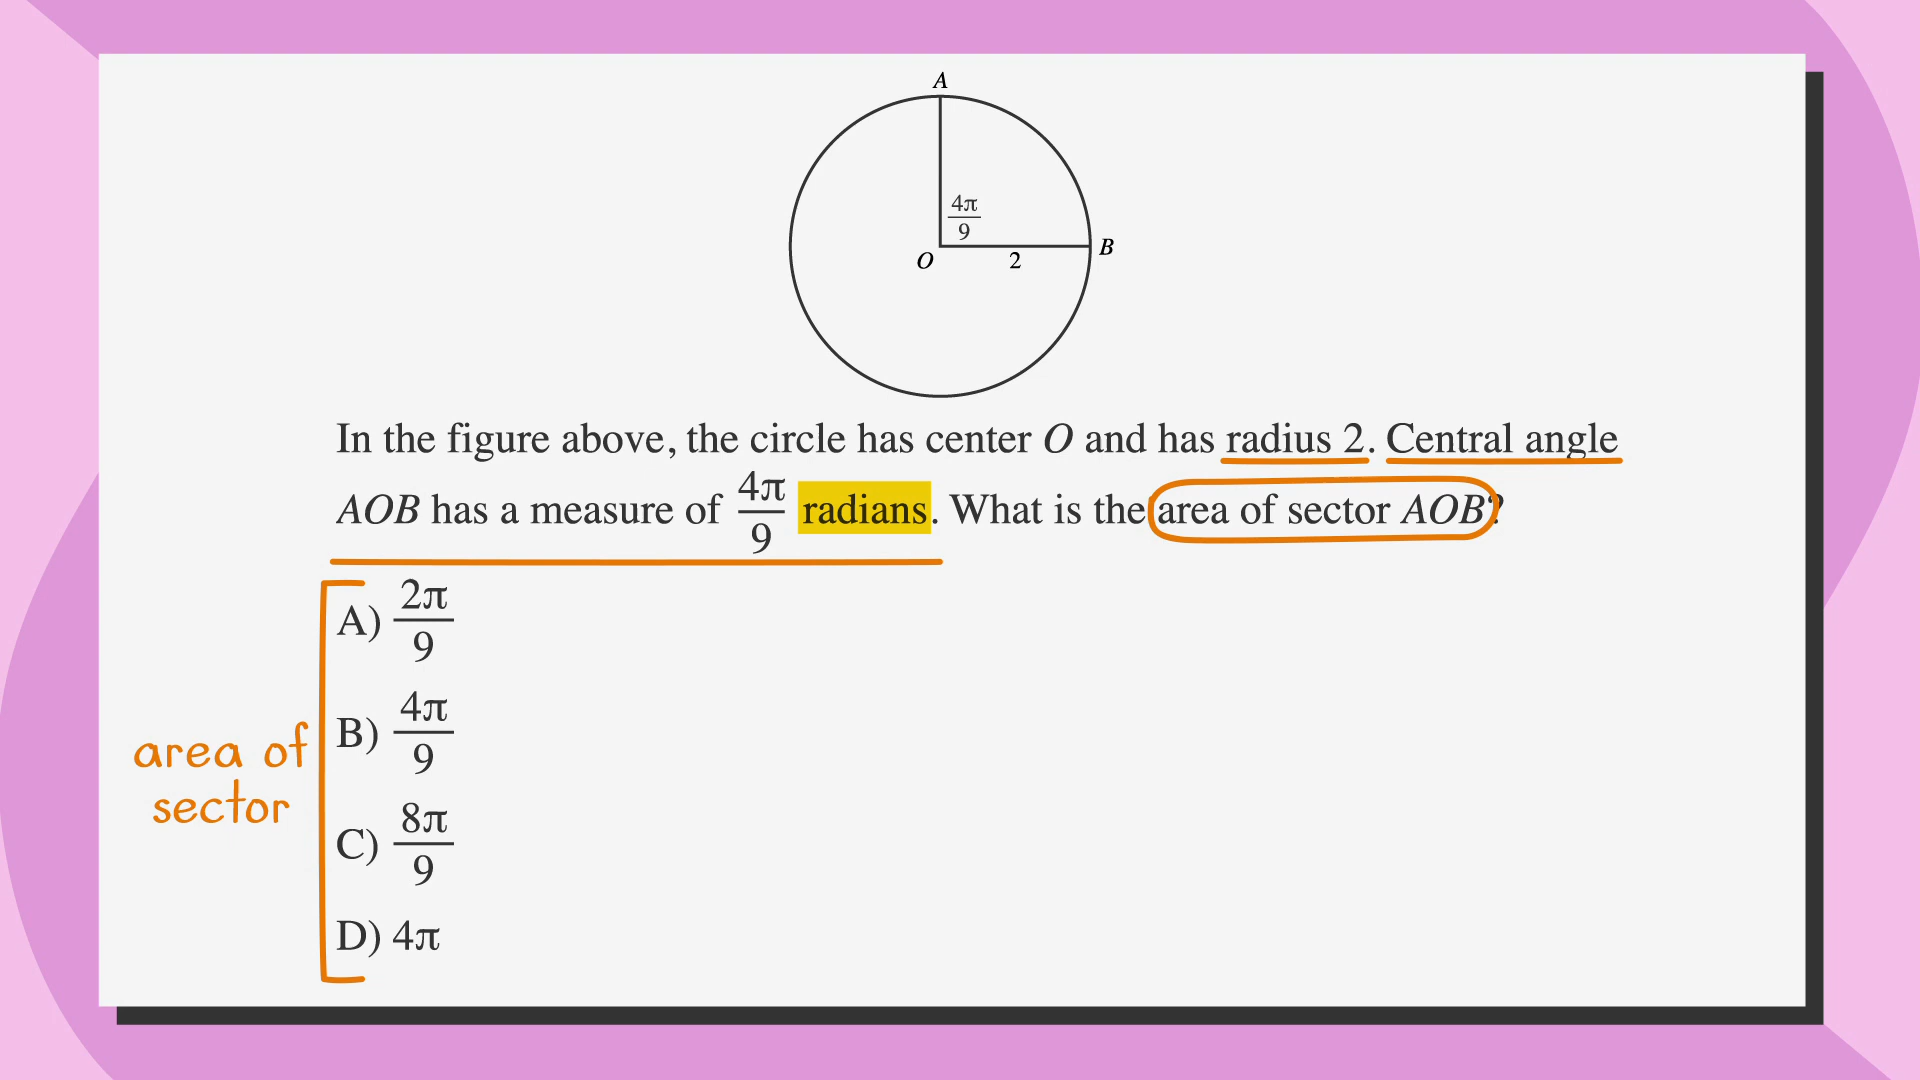 A
4π/9
O
2
B
In the figure above, the circle has center O and has radius 2. Central angle
AOB has a measure of 4π/9 radians. What is the area of sector AOB?
A) 2π/9
B) 4π/9
C) 8π/9
D) 4π
area of
sector